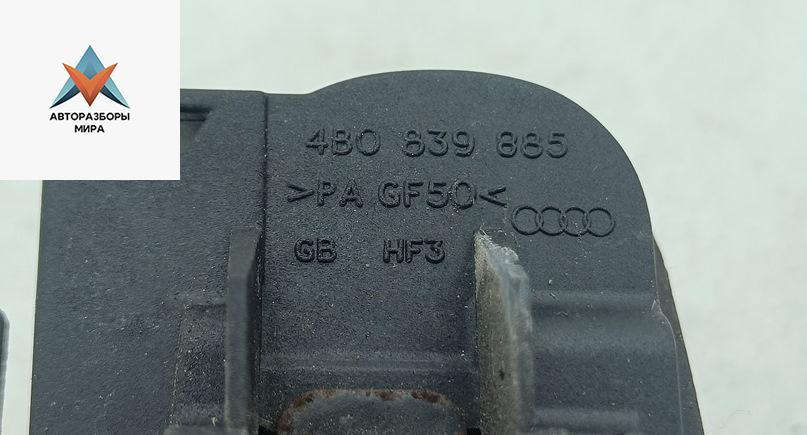 АВТОРАЗБОРЫ
МИРА
4B0 839 885
>PA GF50<
GB HF3